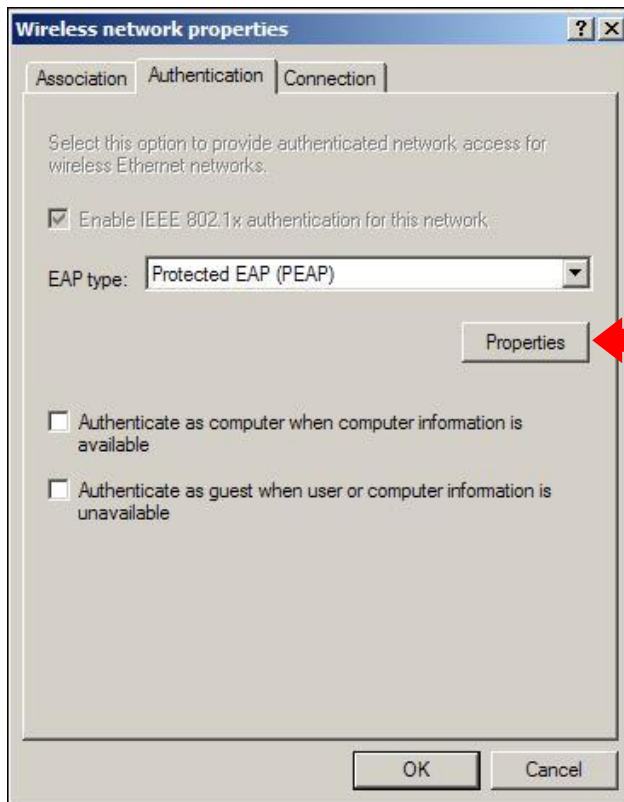 Wireless network properties
Association
Authentication
Connection
Select this option to provide authenticated network access for
wireless Ethernet networks.
Enable IEEE 802.1x authentication for this network
EAP type:
Protected EAP (PEAP)
Properties
Authenticate as computer when computer information is
available
Authenticate as guest when user or computer information is
unavailable
OK
Cancel